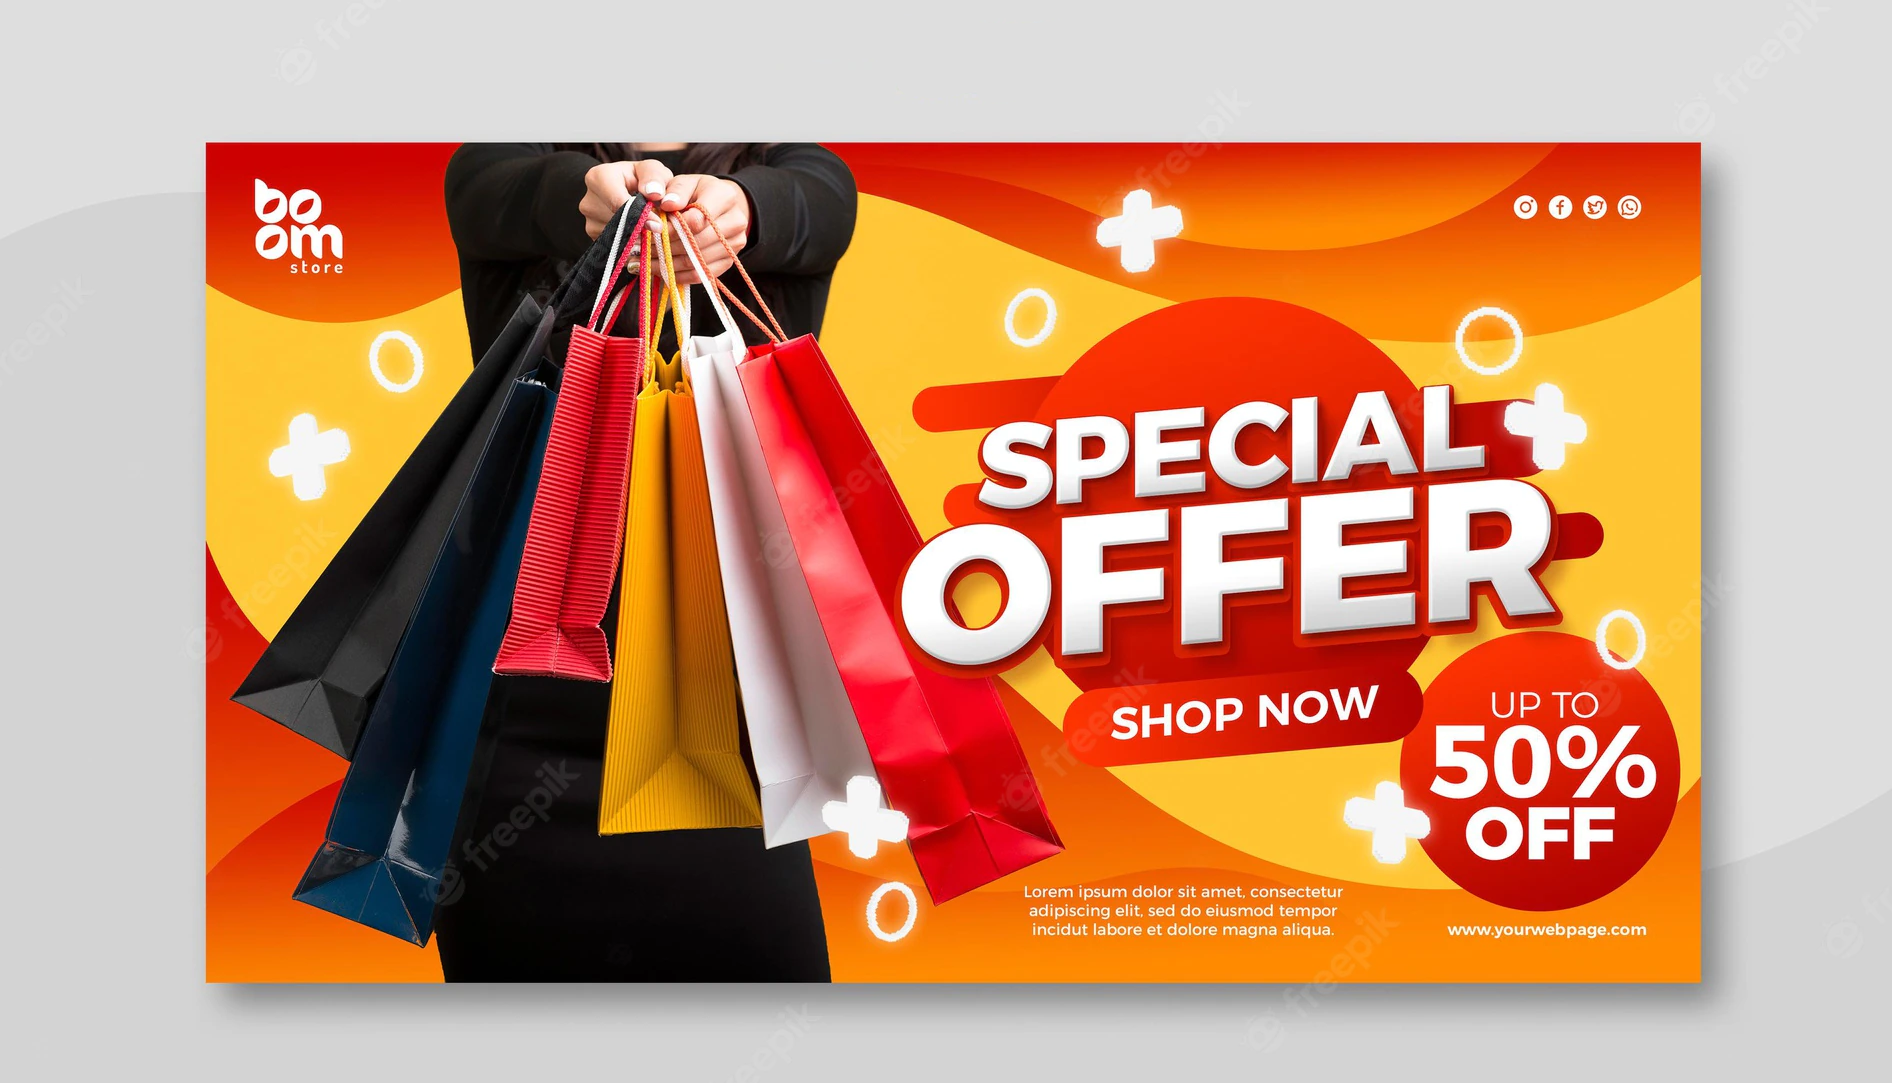 bo
om
store
SPECIAL
OFFER
SHOP NOW
UP TO
50%
OFF
Lorem ipsum dolor sit amet, consectetur
adipiscing elit, sed do eiusmod tempor
incidut labore et dolore magna aliqua.
www.yourwebpage.com
freepik